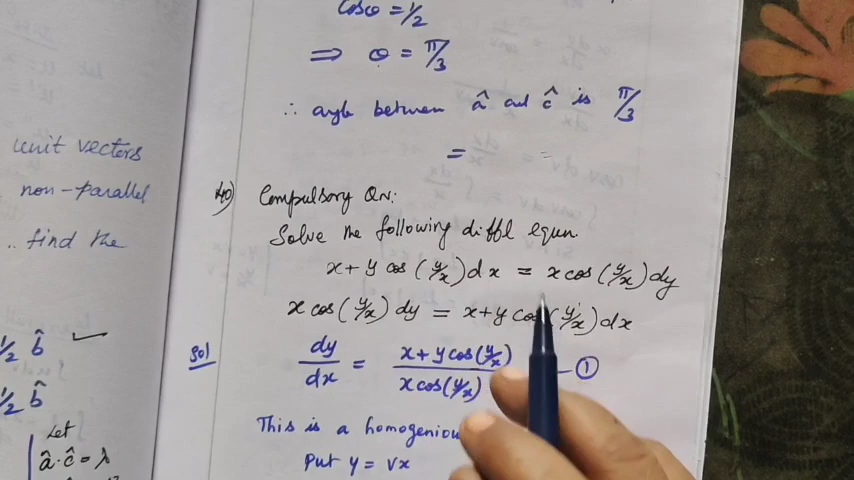 cosθ = 1/2
⇒ θ = π/3
∴ angle between â and ĉ is π/3
=
unit vectors
non-parallel
.. find the
1/2 b̂
1/2 b̂
Let
â·ĉ = λ
40) Compulsory Qn:
Solve the following diffl equn.
x + y cos(y/x) dx = x cos(y/x) dy
x cos(y/x) dy = x + y cos(y/x) dx
Sol
dy/dx = x + y cos(y/x) / x cos(y/x) — ①
This is a homogenious
Put y = vx